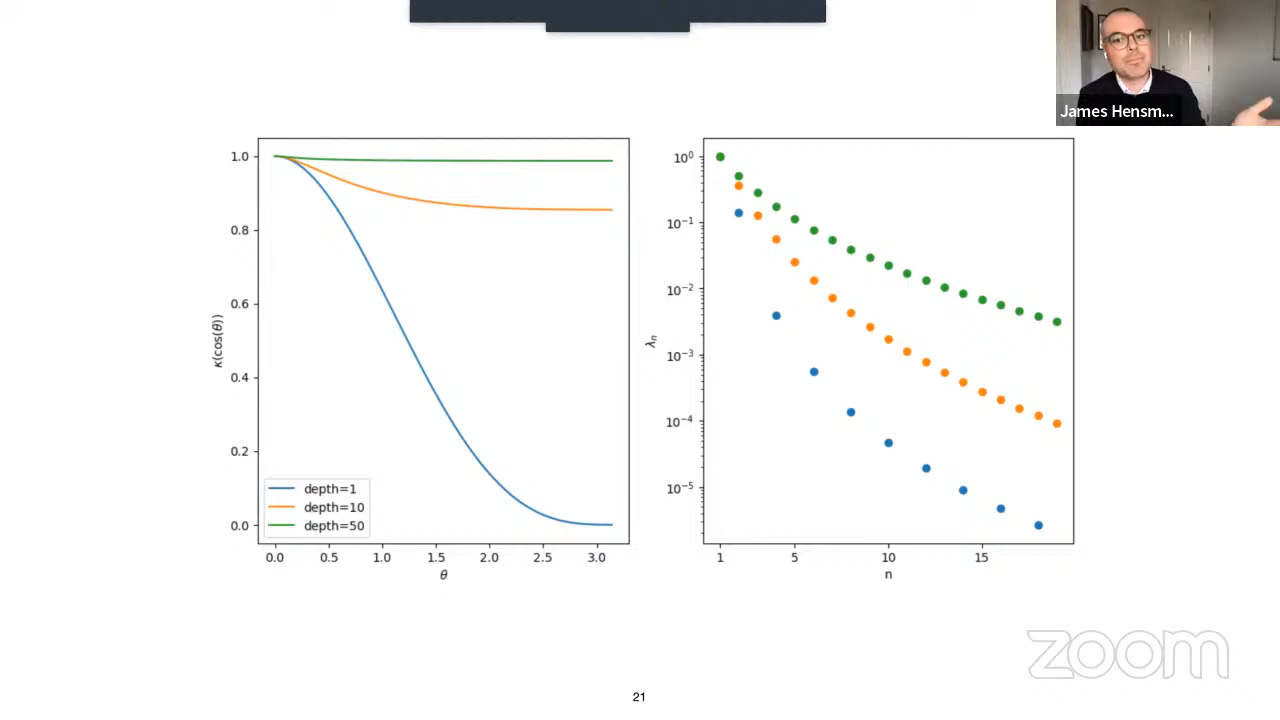 James Hensm...
1.0
0.8
0.6
0.4
0.2
0.0
κ(cos(θ))
depth=1
depth=10
depth=50
0.0 0.5 1.0 1.5 2.0 2.5 3.0
θ
10⁰
10⁻¹
10⁻²
10⁻³
10⁻⁴
10⁻⁵
λₙ
1 5 10 15
n
zoom
21